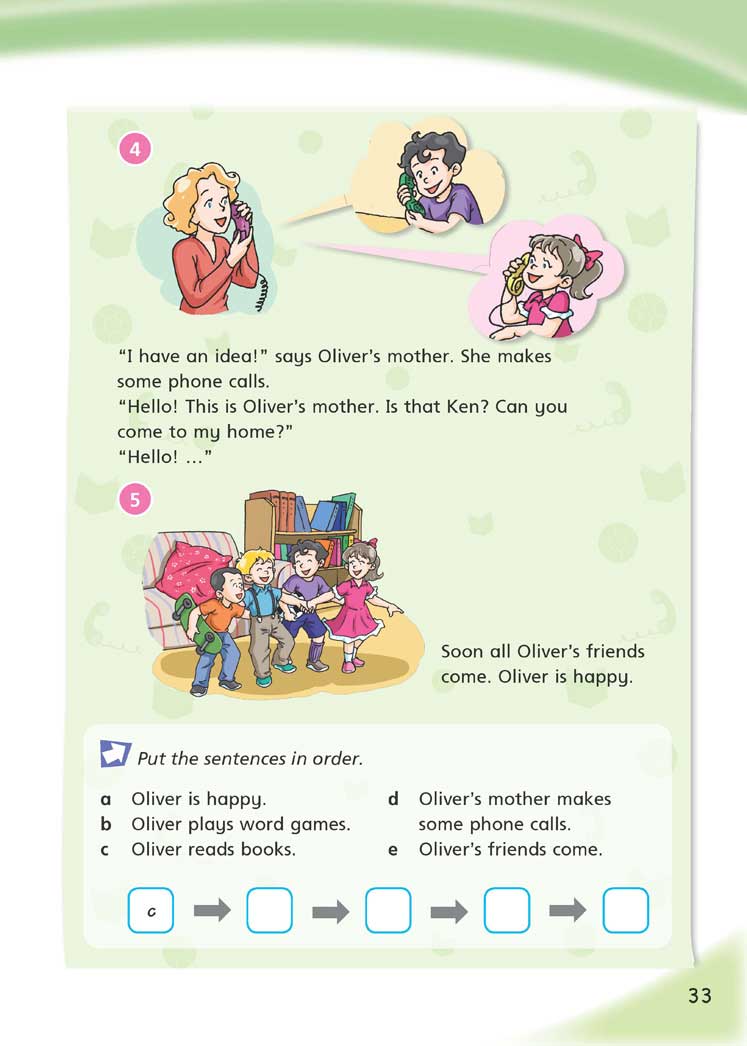 4
“I have an idea!” says Oliver’s mother. She makes
some phone calls.
“Hello! This is Oliver’s mother. Is that Ken? Can you
come to my home?”
“Hello! ...”
5
Soon all Oliver’s friends
come. Oliver is happy.
Put the sentences in order.
a Oliver is happy.
b Oliver plays word games.
c Oliver reads books.
d Oliver’s mother makes
some phone calls.
e Oliver’s friends come.
c
33